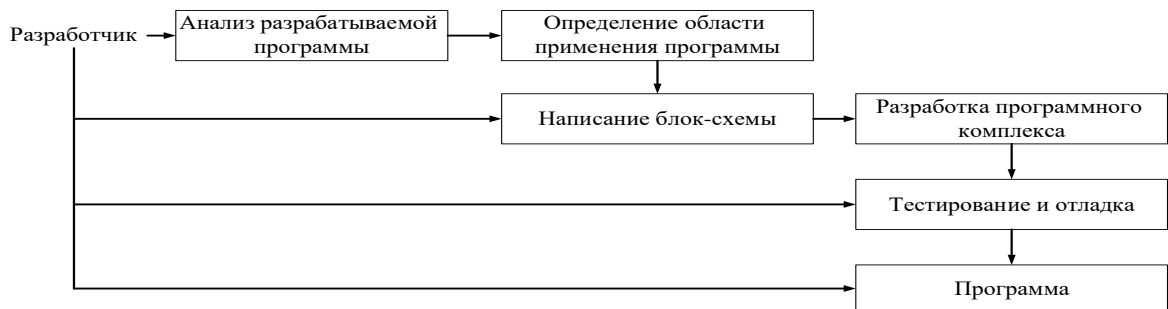 Разработчик
Анализ разрабатываемой
программы
Определение области
применения программы
Написание блок-схемы
Разработка программного
комплекса
Тестирование и отладка
Программа